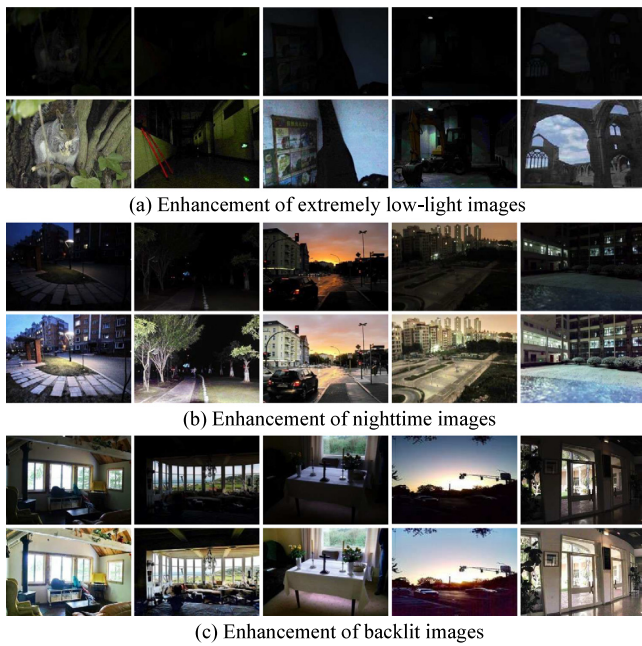 (a) Enhancement of extremely low-light images
(b) Enhancement of nighttime images
(c) Enhancement of backlit images